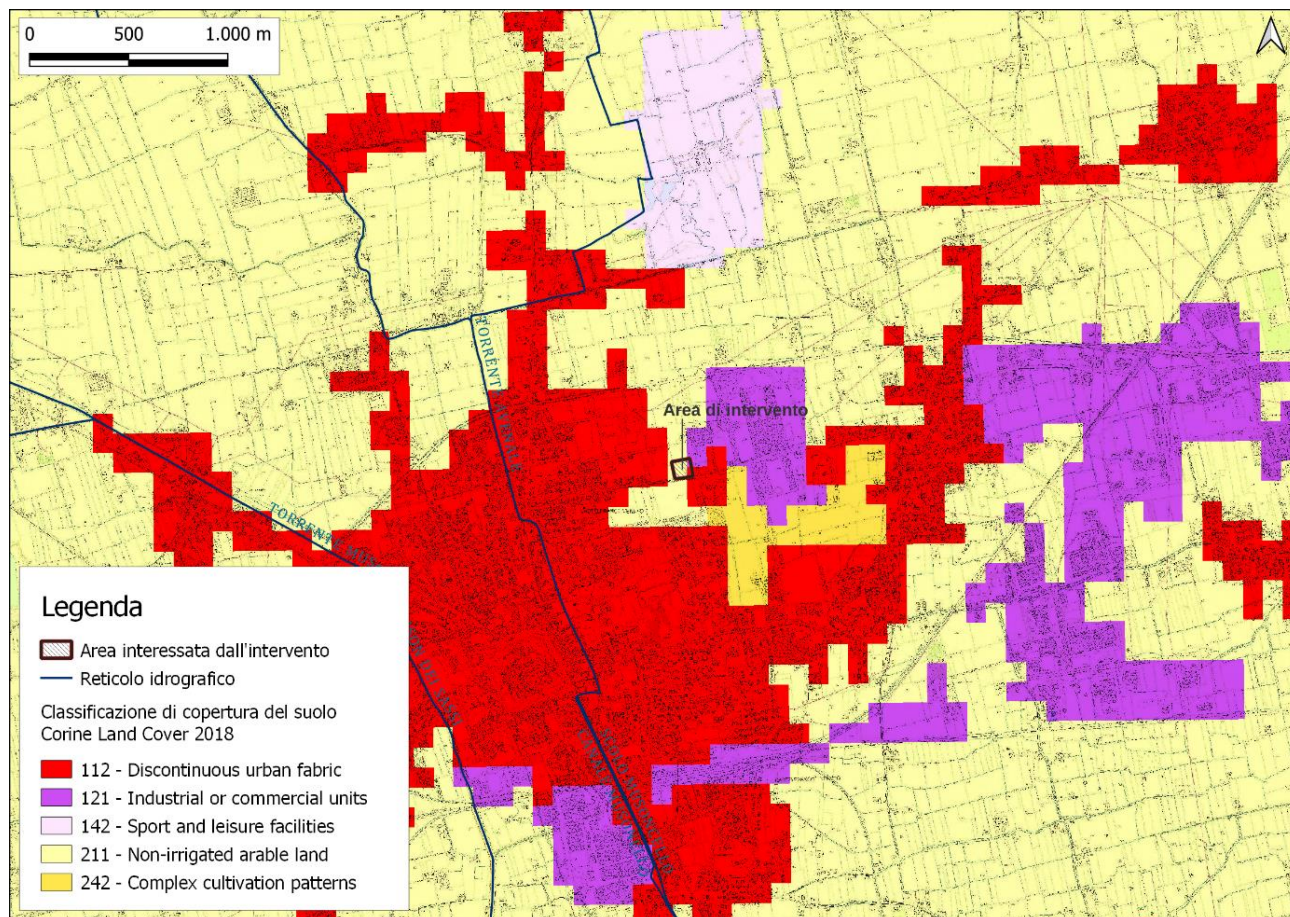 0 500 1.000 m
Area di intervento
Legenda
Area interessata dall'intervento
Reticolo idrografico
Classificazione di copertura del suolo
Corine Land Cover 2018
112 - Discontinuous urban fabric
121 - Industrial or commercial units
142 - Sport and leisure facilities
211 - Non-irrigated arable land
242 - Complex cultivation patterns
TORRENTE
TORRENTE